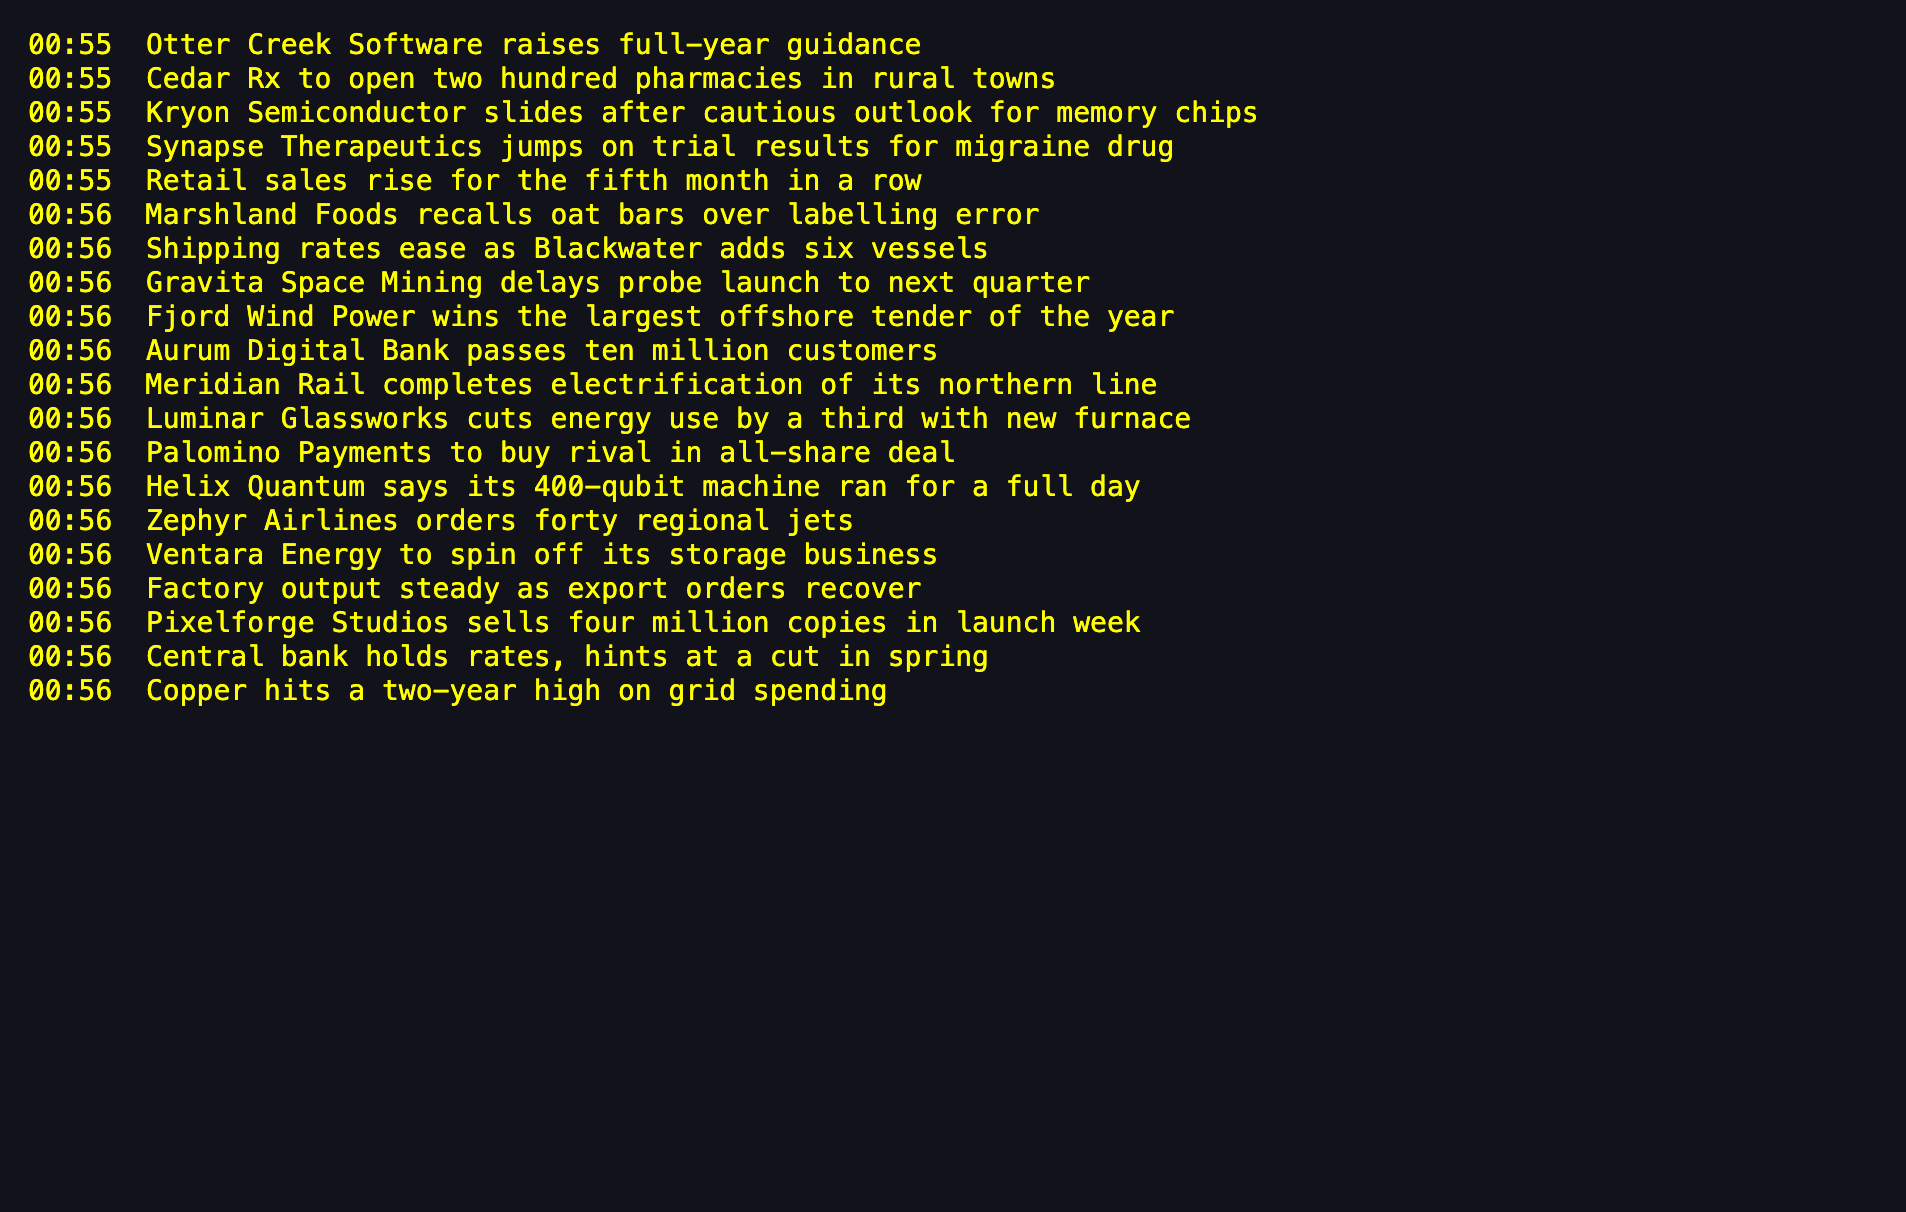 00:55  Otter Creek Software raises full-year guidance
00:55  Cedar Rx to open two hundred pharmacies in rural towns
00:55  Kryon Semiconductor slides after cautious outlook for memory chips
00:55  Synapse Therapeutics jumps on trial results for migraine drug
00:55  Retail sales rise for the fifth month in a row
00:56  Marshland Foods recalls oat bars over labelling error
00:56  Shipping rates ease as Blackwater adds six vessels
00:56  Gravita Space Mining delays probe launch to next quarter
00:56  Fjord Wind Power wins the largest offshore tender of the year
00:56  Aurum Digital Bank passes ten million customers
00:56  Meridian Rail completes electrification of its northern line
00:56  Luminar Glassworks cuts energy use by a third with new furnace
00:56  Palomino Payments to buy rival in all-share deal
00:56  Helix Quantum says its 400-qubit machine ran for a full day
00:56  Zephyr Airlines orders forty regional jets
00:56  Ventara Energy to spin off its storage business
00:56  Factory output steady as export orders recover
00:56  Pixelforge Studios sells four million copies in launch week
00:56  Central bank holds rates, hints at a cut in spring
00:56  Copper hits a two-year high on grid spending